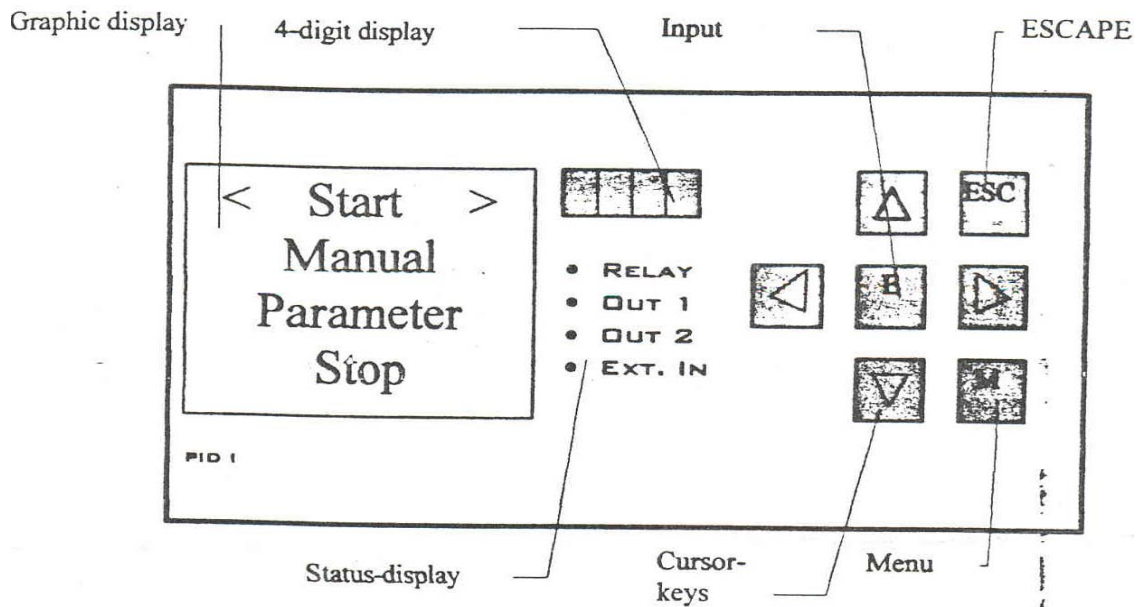 Graphic display
4-digit display
Input
ESCAPE
< Start >
Manual
Parameter
Stop
RELAY
OUT 1
OUT 2
EXT. IN
ESC
E
M
PID 1
Status-display
Cursor-
keys
Menu